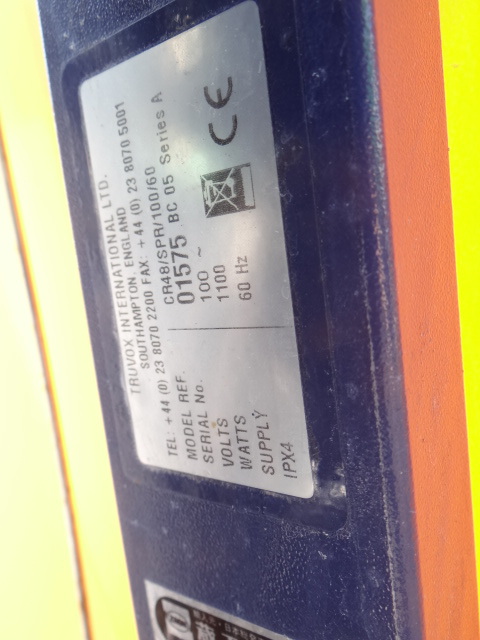 TRUVOX INTERNATIONAL LTD.
SOUTHAMPTON, ENGLAND
TEL: +44 (0) 23 8070 2200 FAX: +44 (0) 23 8070 5001
MODEL REF. CR48/SPR/100/60
SERIAL No. 01575 BC 05 Series A
VOLTS 100 ~
WATTS 1100
SUPPLY 60 Hz
IPX4
CE